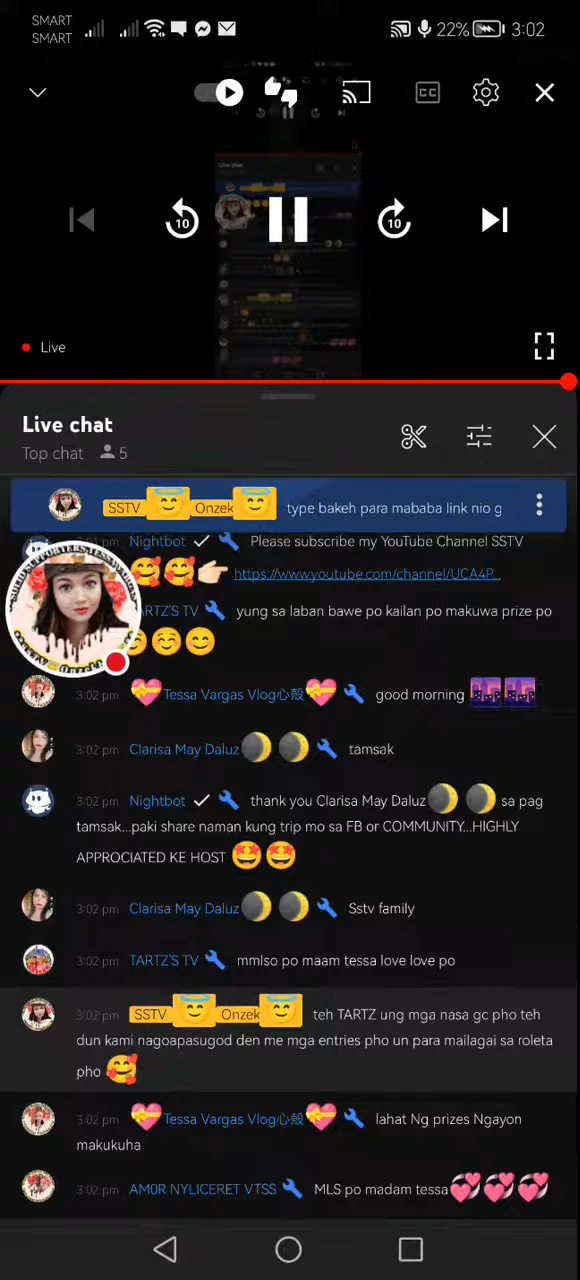 SMART
SMART
22% 3:02
CC
10
10
Live
Live chat
Top chat 5
SSTV Onzek type bakeh para mababa link nio g
Nightbot Please subscribe my YouTube Channel SSTV
https://www.youtube.com/channel/UCA4P...
ARTZ'S TV yung sa laban bawe po kailan po makuwa prize po
3:02 pm Tessa Vargas Vlog心殼 good morning
3:02 pm Clarisa May Daluz tamsak
3:02 pm Nightbot thank you Clarisa May Daluz sa pag
tamsak...paki share naman kung trip mo sa FB or COMMUNITY...HIGHLY
APPROCIATED KE HOST
3:02 pm Clarisa May Daluz Sstv family
3:02 pm TARTZ'S TV mmlso po maam tessa love love po
3:02 pm SSTV Onzek teh TARTZ ung mga nasa gc pho teh
dun kami nagoapasugod den me mga entries pho un para mailagai sa roleta
pho
3:02 pm Tessa Vargas Vlog心殼 lahat Ng prizes Ngayon
makukuha
3:02 pm AM0R NYLICERET VTSS MLS po madam tessa